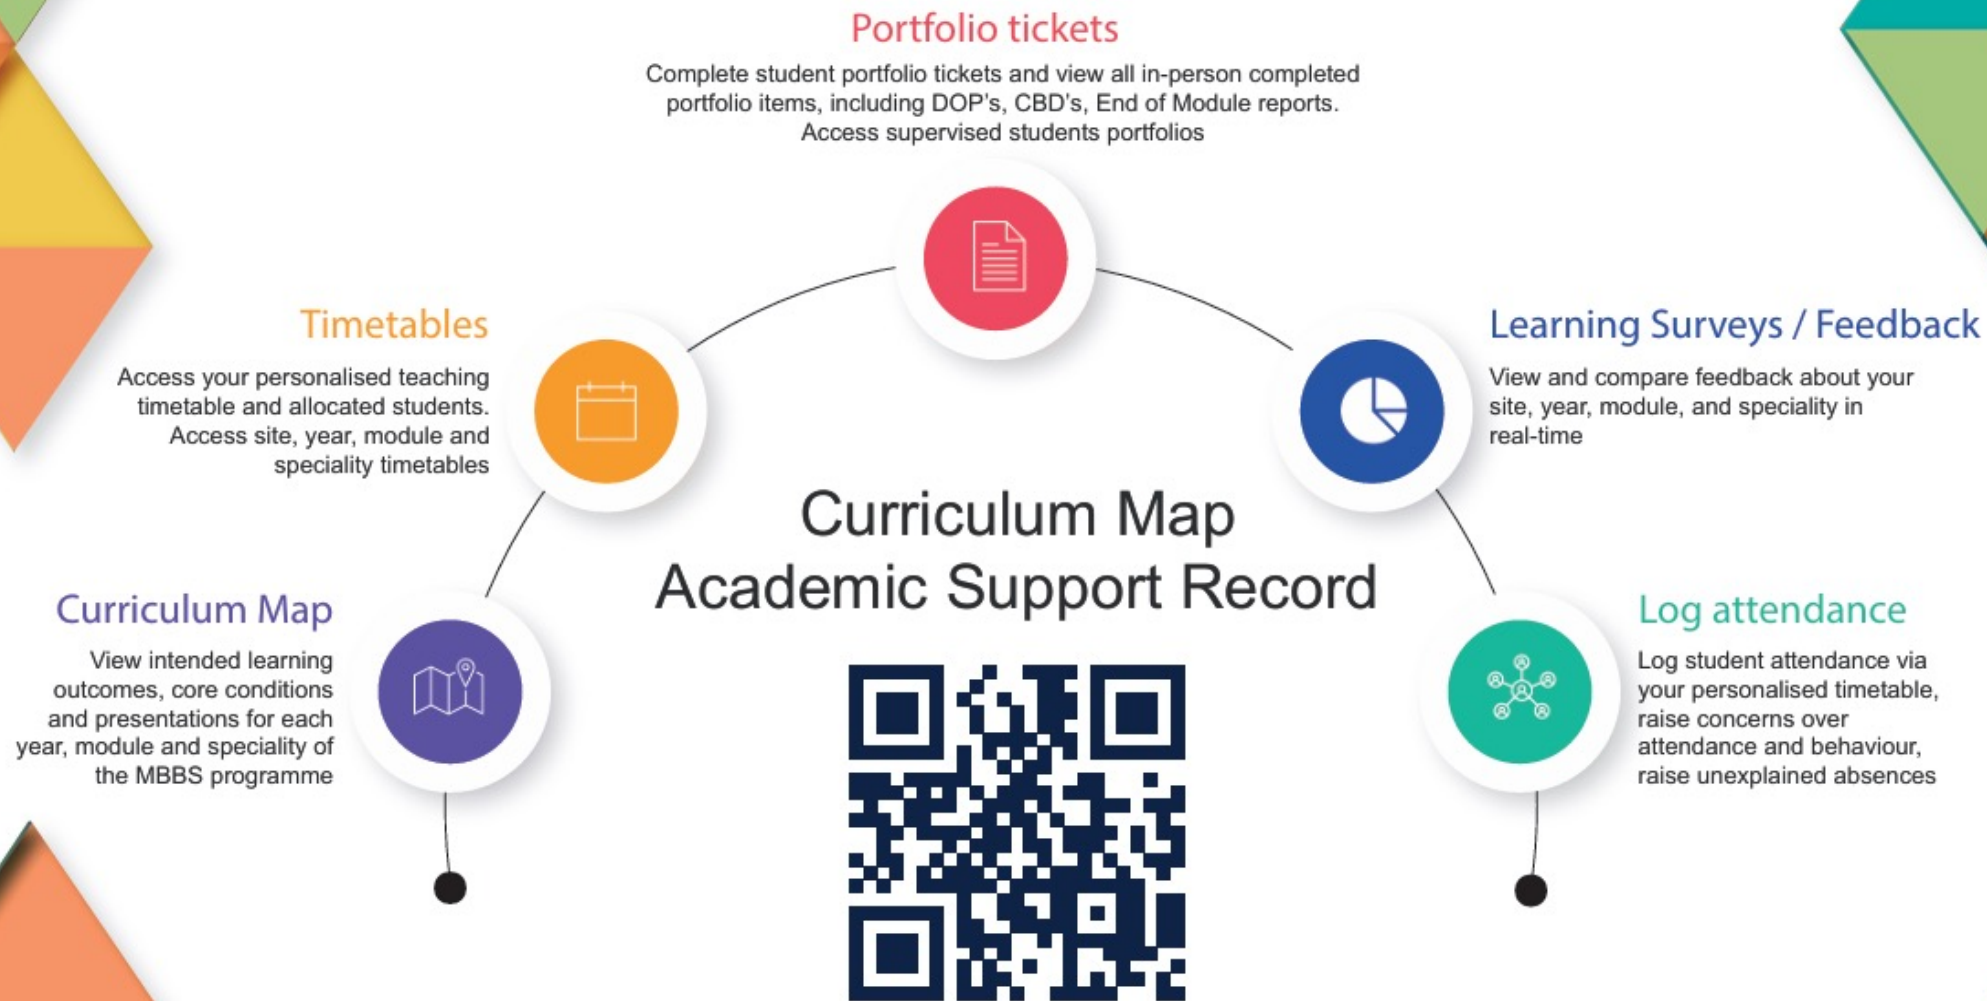 Portfolio tickets
Complete student portfolio tickets and view all in-person completed
portfolio items, including DOP's, CBD's, End of Module reports.
Access supervised students portfolios
Timetables
Access your personalised teaching
timetable and allocated students.
Access site, year, module and
speciality timetables
Learning Surveys / Feedback
View and compare feedback about your
site, year, module, and speciality in
real-time
Curriculum Map
Academic Support Record
Curriculum Map
View intended learning
outcomes, core conditions
and presentations for each
year, module and speciality of
the MBBS programme
Log attendance
Log student attendance via
your personalised timetable,
raise concerns over
attendance and behaviour,
raise unexplained absences